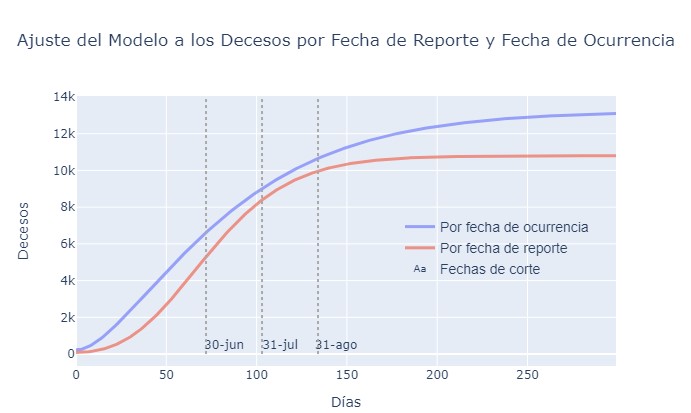 Ajuste del Modelo a los Decesos por Fecha de Reporte y Fecha de Ocurrencia
14k
12k
10k
8k
6k
4k
2k
0
Decesos
Por fecha de ocurrencia
Por fecha de reporte
Aa Fechas de corte
30-jun 31-jul 31-ago
0 50 100 150 200 250
Días